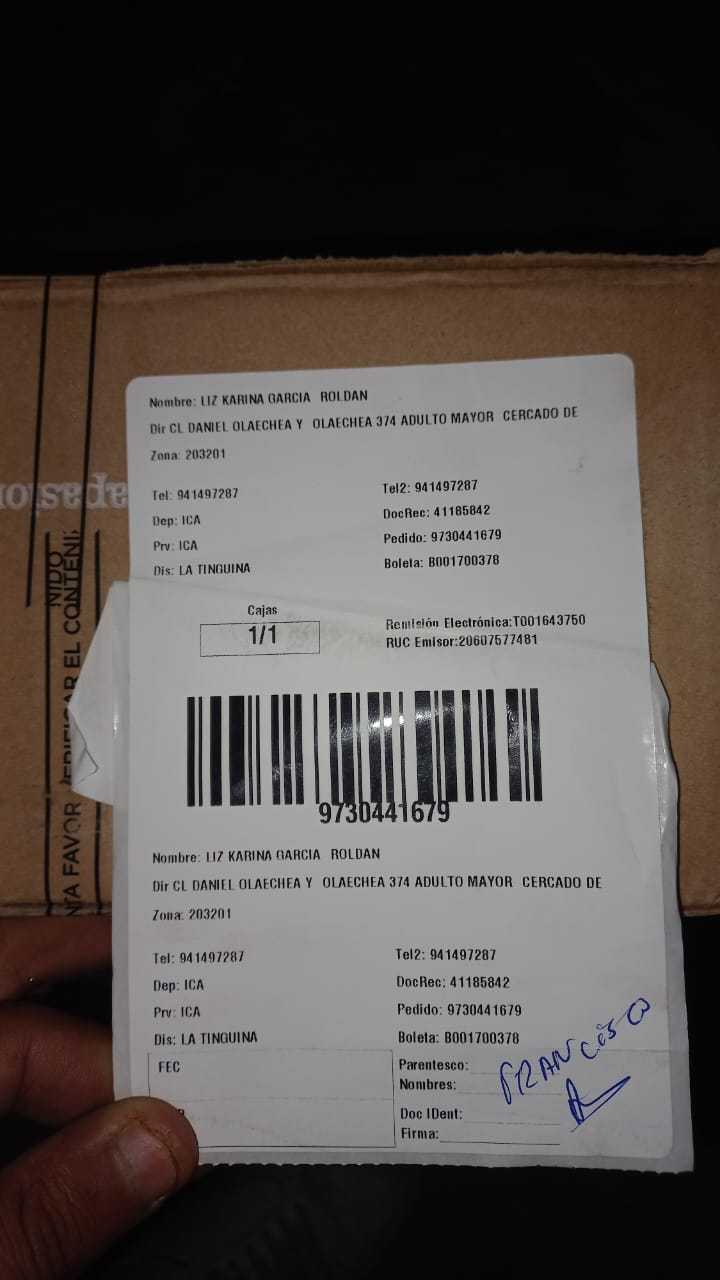 Nombre: LIZ KARINA GARCIA ROLDAN
Dir CL DANIEL OLAECHEA Y OLAECHEA 374 ADULTO MAYOR CERCADO DE
Zona: 203201
Tel: 941497287 Tel2: 941497287
Dep: ICA DocRec: 41185842
Prv: ICA Pedido: 9730441679
Dis: LA TINGUINA Boleta: B001700378
Cajas
1/1
Remisión Electrónica:T001643750
RUC Emisor:20607577481
9730441679
Nombre: LIZ KARINA GARCIA ROLDAN
Dir CL DANIEL OLAECHEA Y OLAECHEA 374 ADULTO MAYOR CERCADO DE
Zona: 203201
Tel: 941497287 Tel2: 941497287
Dep: ICA DocRec: 41185842
Prv: ICA Pedido: 9730441679
Dis: LA TINGUINA Boleta: B001700378
FEC
Parentesco:
Nombres:
Doc IDent:
Firma:
FRANCISCO
NIDO
EL CONTENI
FAVOR